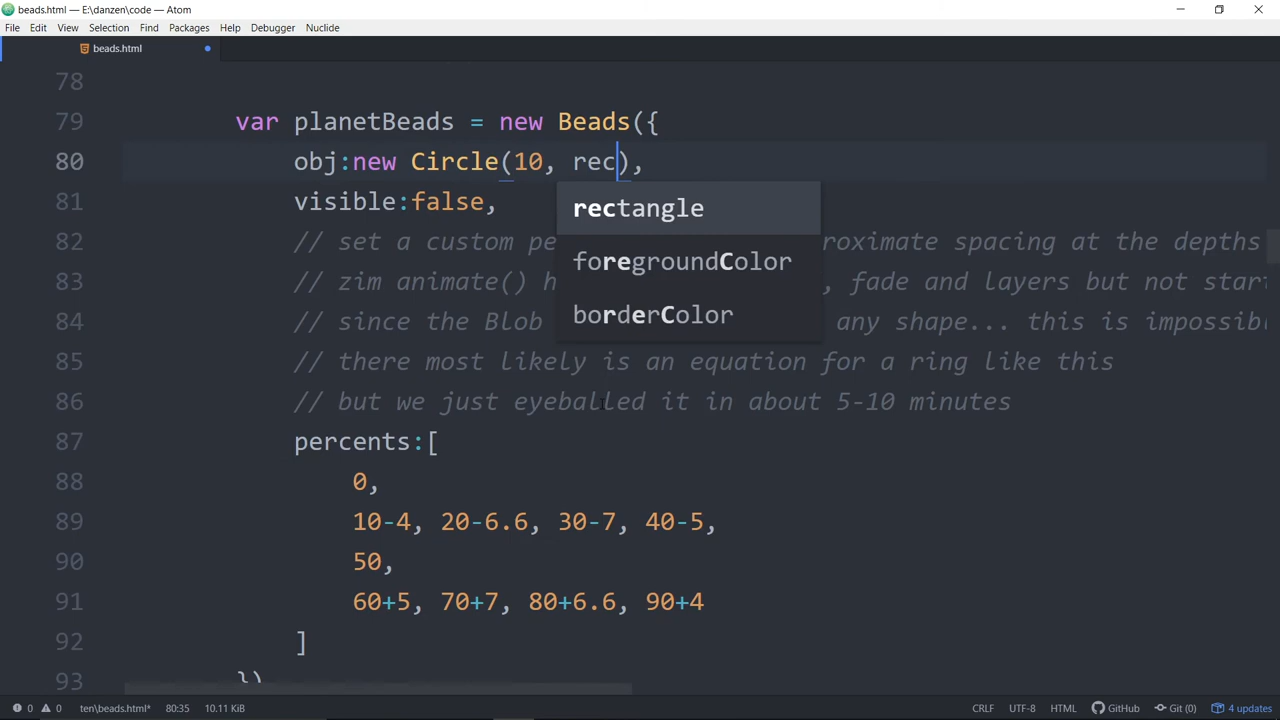 beads.html — E:\danzen\code — Atom
File Edit View Selection Find Packages Help Debugger Nuclide
beads.html
78
79 var planetBeads = new Beads({
80 obj:new Circle(10, rec),
81 visible:false,
rectangle
82 // set a custom pe roximate spacing at the depths
foregroundColor
83 // zim animate() h , fade and layers but not start
borderColor
84 // since the Blob any shape... this is impossib
85 // there most likely is an equation for a ring like this
86 // but we just eyeballed it in about 5-10 minutes
87 percents:[
88 0,
89 10-4, 20-6.6, 30-7, 40-5,
90 50,
91 60+5, 70+7, 80+6.6, 90+4
92 ]
93 })
0 0 ten\beads.html* 80:35 10.11 KiB CRLF UTF-8 HTML GitHub Git (0) 4 updates